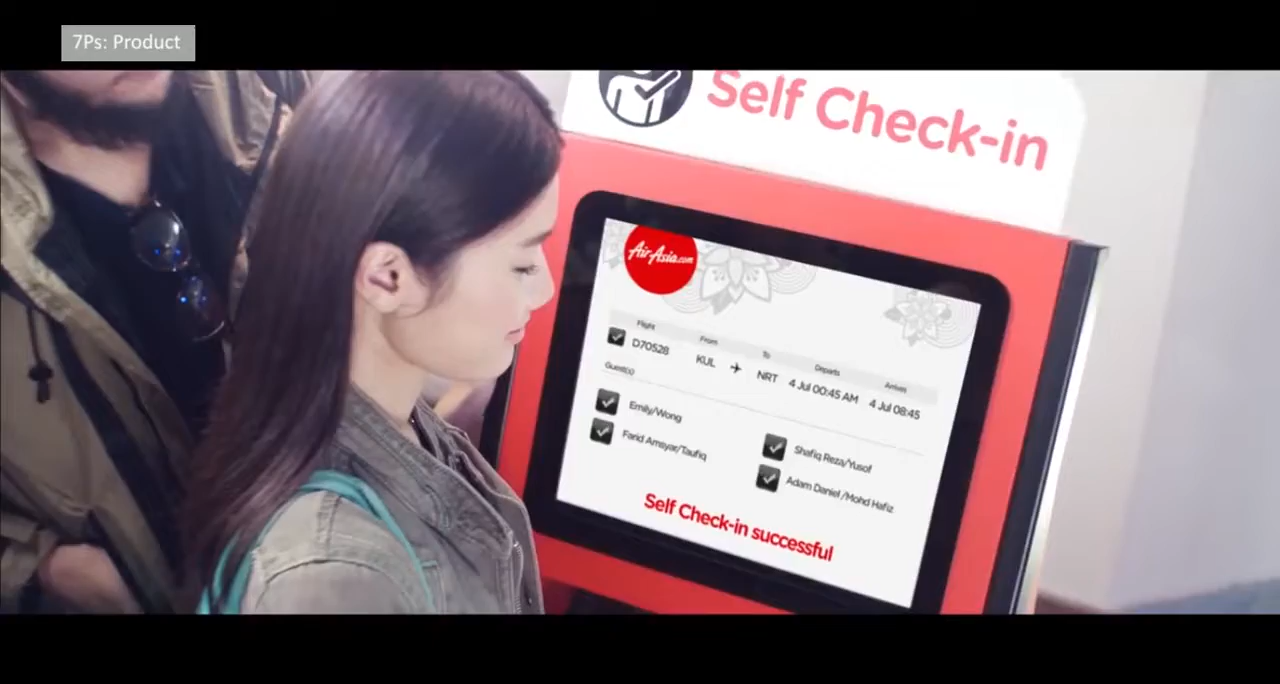 7Ps: Product
Self Check-in
AirAsia.com
Flight From To Departs Arrives
D70528 KUL NRT 4 Jul 00:45 AM 4 Jul 08:45
Guest(s)
Emily/Wong Shafiq Reza/Yusof
Farid Amsyar/Taufiq Adam Daniel /Mohd Hafiz
Self Check-in successful